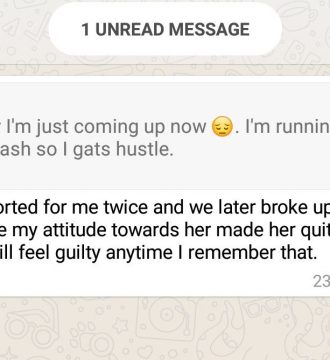 1 UNREAD MESSAGE
I'm just coming up now 😔. I'm runnin
ash so I gats hustle.
orted for me twice and we later broke up
e my attitude towards her made her quit
ill feel guilty anytime I remember that.
23